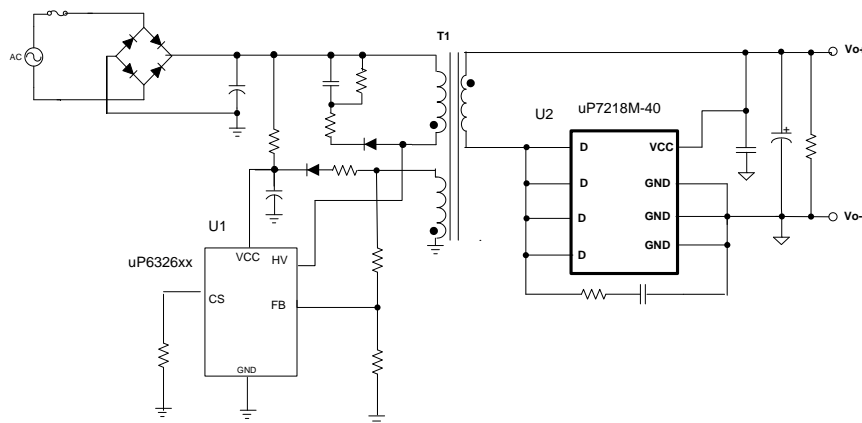 T1
Vo-
AC
U2
uP7218M-40
D
VCC
D
GND
D
GND
D
GND
Vo-
U1
uP6326xx
VCC
HV
CS
FB
GND
+